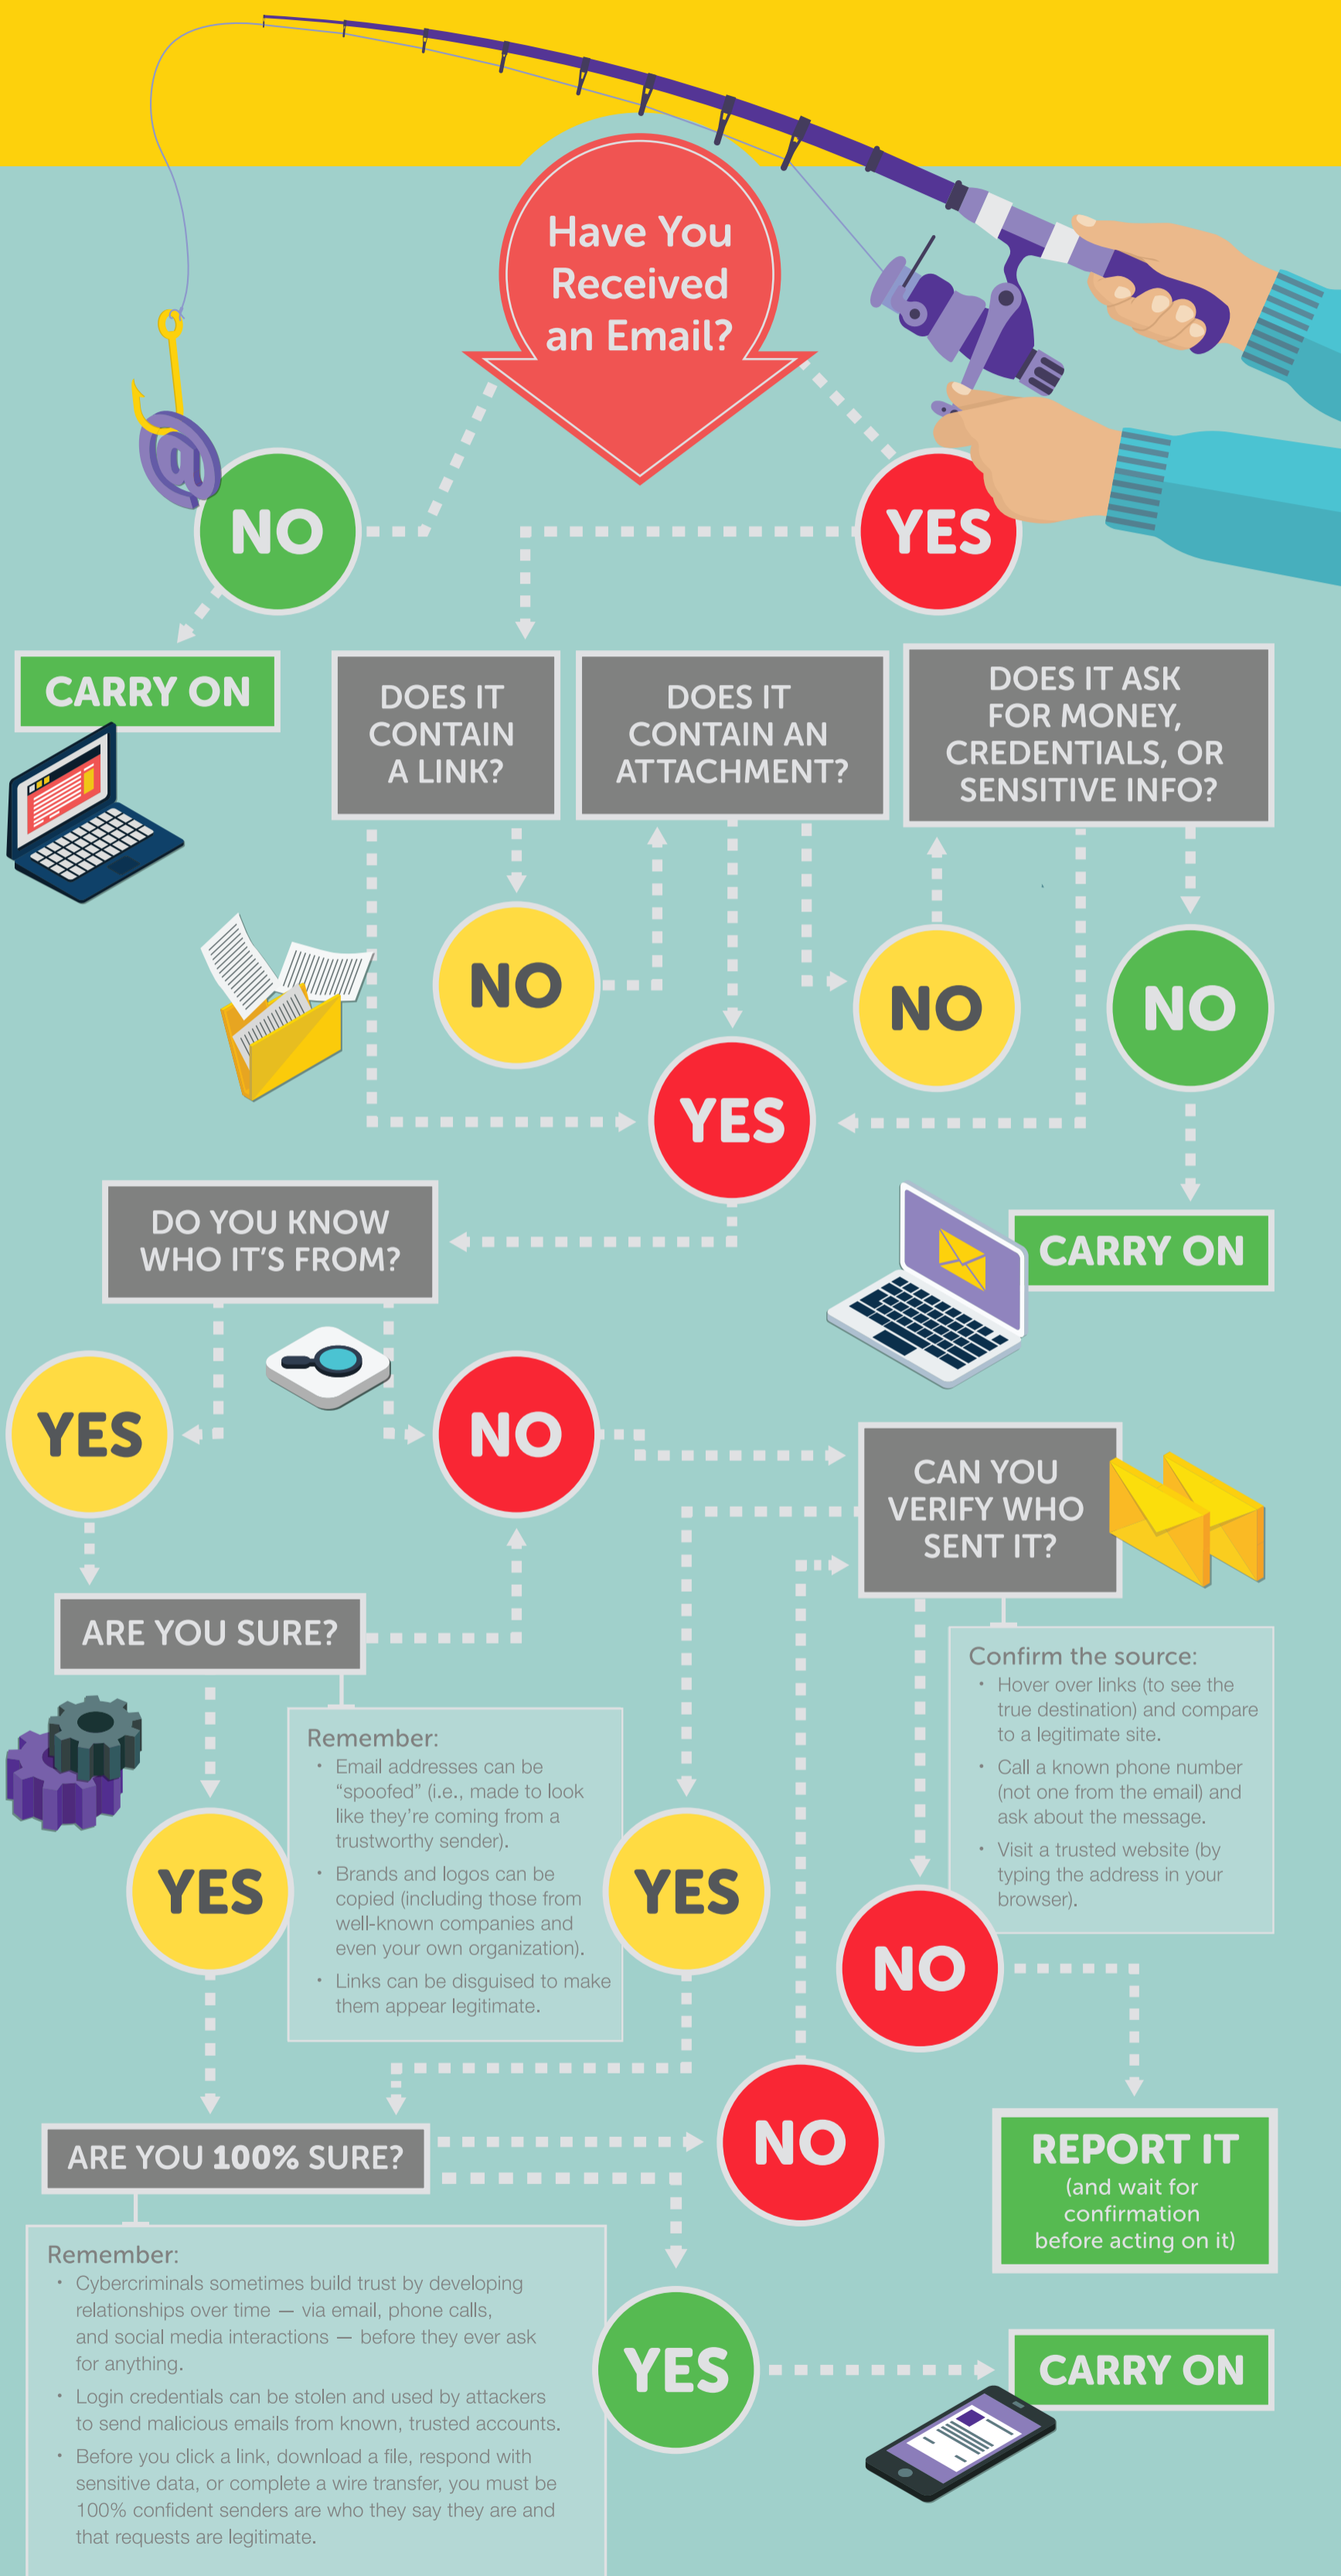 Have You
Received
an Email?
NO
YES
CARRY ON
DOES IT
CONTAIN
A LINK?
DOES IT
CONTAIN AN
ATTACHMENT?
DOES IT ASK
FOR MONEY,
CREDENTIALS, OR
SENSITIVE INFO?
NO
NO
NO
YES
DO YOU KNOW
WHO IT'S FROM?
CARRY ON
YES
NO
CAN YOU
VERIFY WHO
SENT IT?
ARE YOU SURE?
Confirm the source:
• Hover over links (to see the
true destination) and compare
to a legitimate site.
• Call a known phone number
(not one from the email) and
ask about the message.
• Visit a trusted website (by
typing the address in your
browser).
Remember:
• Email addresses can be
“spoofed” (i.e., made to look
like they’re coming from a
trustworthy sender).
• Brands and logos can be
copied (including those from
well-known companies and
even your own organization).
• Links can be disguised to make
them appear legitimate.
YES
YES
NO
NO
ARE YOU 100% SURE?
REPORT IT
(and wait for
confirmation
before acting on it)
Remember:
• Cybercriminals sometimes build trust by developing
relationships over time — via email, phone calls,
and social media interactions — before they ever ask
for anything.
• Login credentials can be stolen and used by attackers
to send malicious emails from known, trusted accounts.
• Before you click a link, download a file, respond with
sensitive data, or complete a wire transfer, you must be
100% confident senders are who they say they are and
that requests are legitimate.
YES
CARRY ON